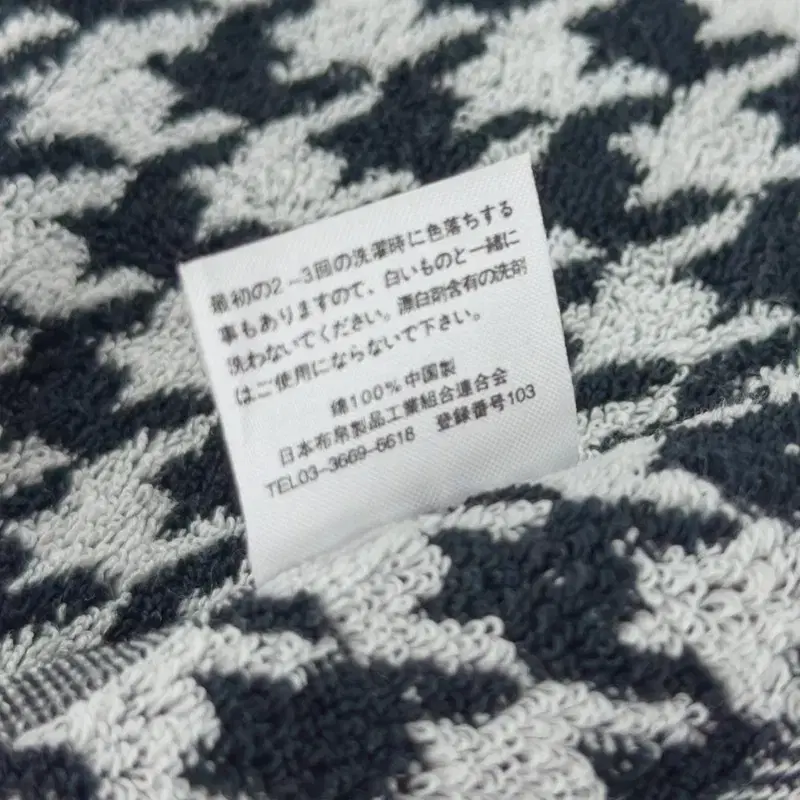 最初の2-3回の洗濯時に色落ちする
事もありますので、白いものと一緒に
洗わないでください。漂白剤含有の洗剤
はご使用にならないで下さい。
綿100%中国製
日本布帛製品工業組合連合会
TEL03-3669-6618 登録番号103